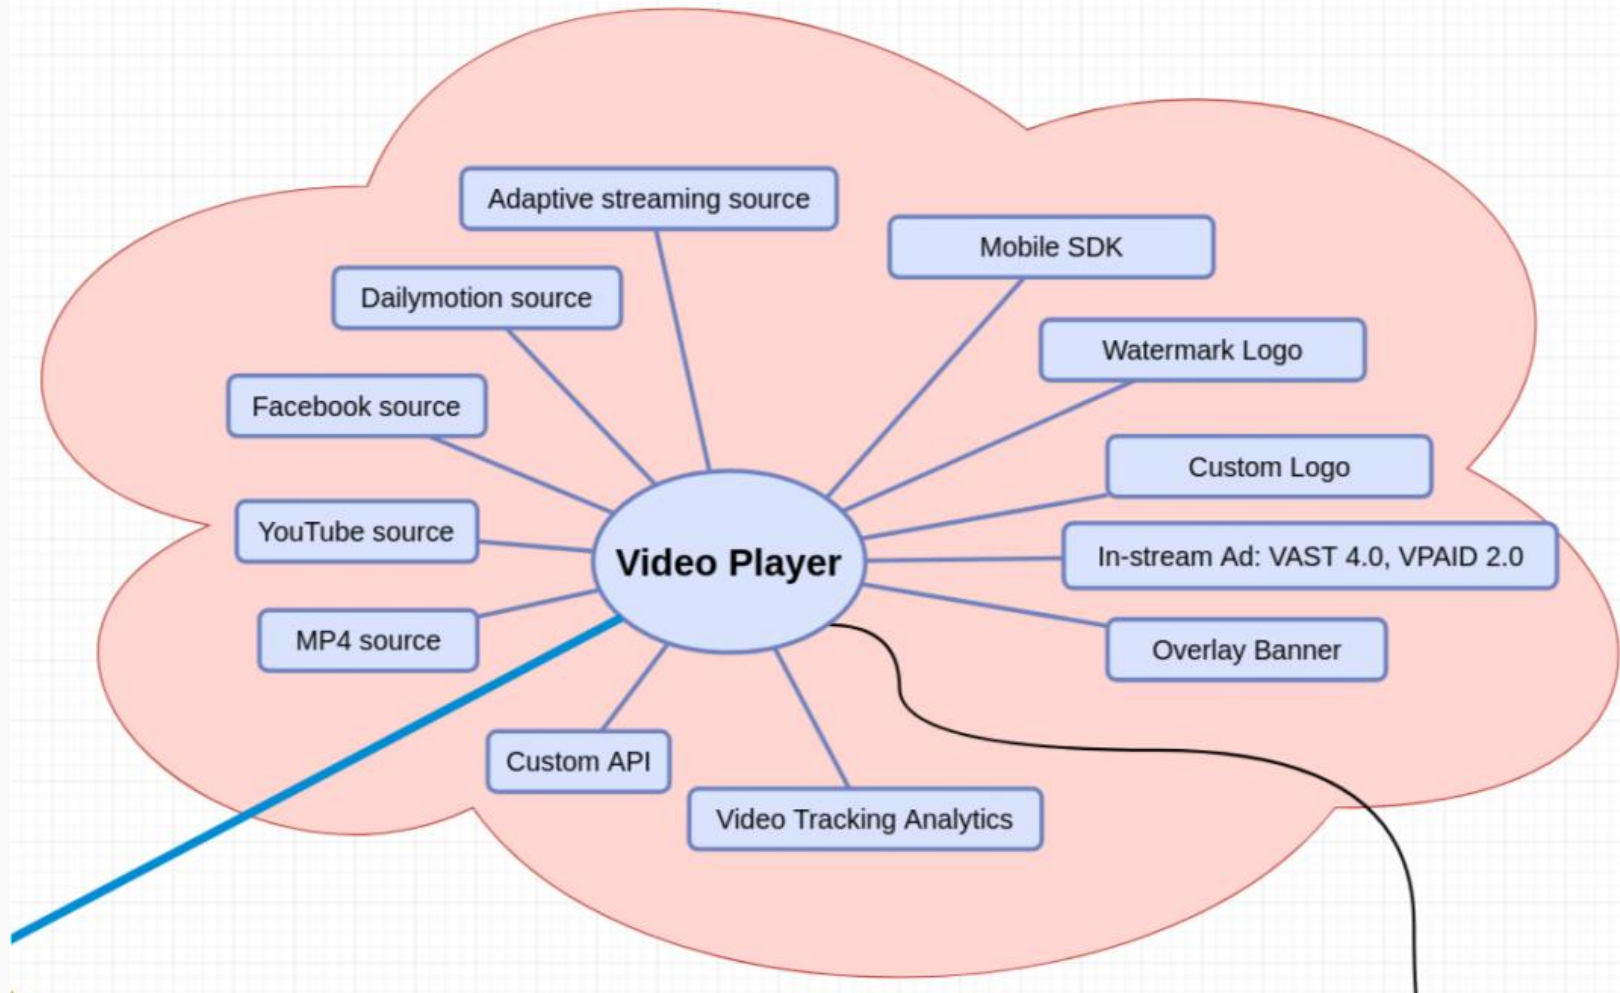 Adaptive streaming source
Mobile SDK
Dailymotion source
Watermark Logo
Facebook source
Custom Logo
YouTube source
In-stream Ad: VAST 4.0, VPAID 2.0
Video Player
MP4 source
Overlay Banner
Custom API
Video Tracking Analytics